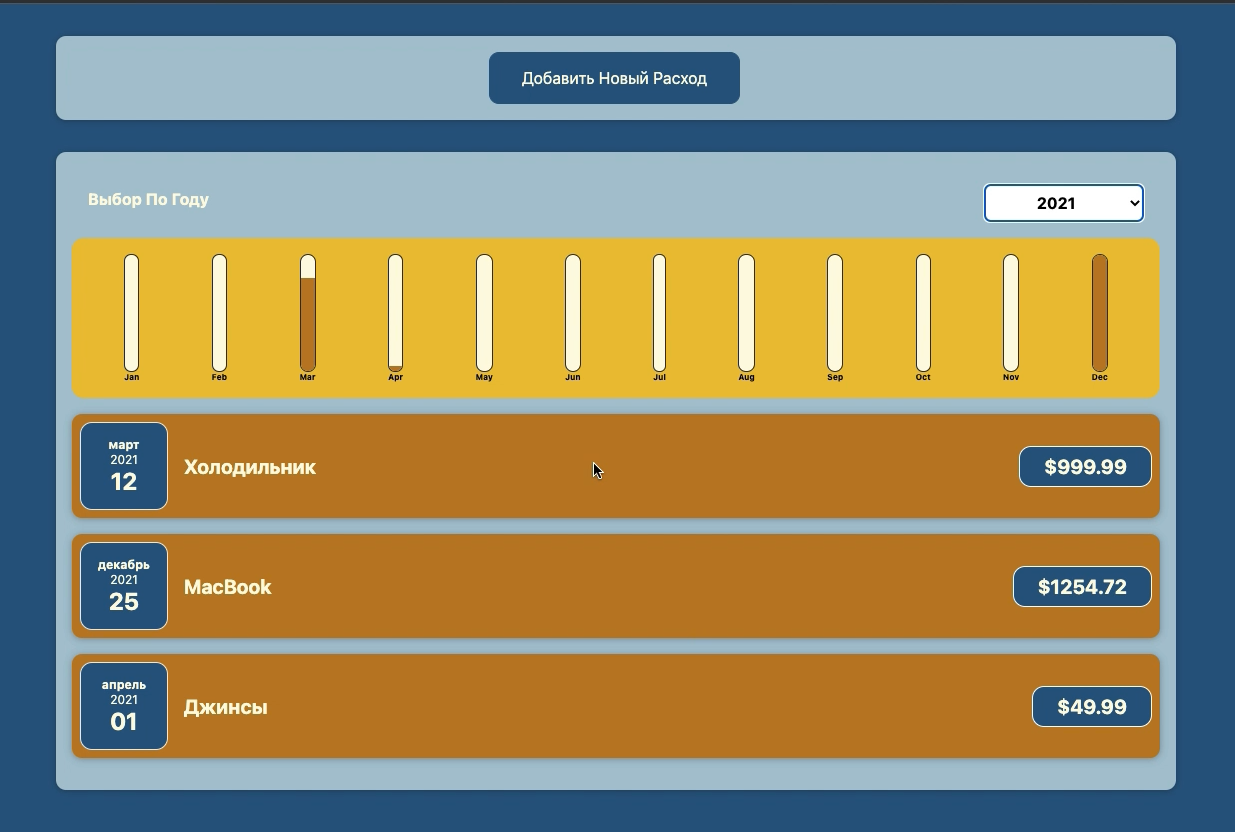 Добавить Новый Расход
Выбор По Году
2021
Jan Feb Mar Apr May Jun Jul Aug Sep Oct Nov Dec
март
2021
12
Холодильник
$999.99
декабрь
2021
25
MacBook
$1254.72
апрель
2021
01
Джинсы
$49.99